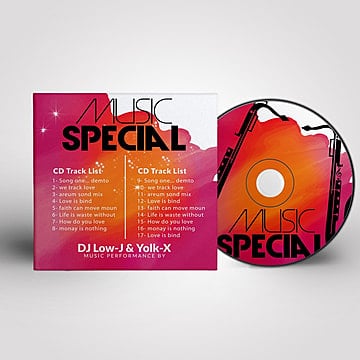 MUSIC
SPECIAL
CD Track List
1- Song one... demto
2- we track love
3- areum sond mix
4- Love is bind
5- faith can move moun
6- Life is waste without
7- How do you love
8- monay is nothing
CD Track List
9- Song one... demto
10- we track love
11- areum sond mix
12- Love is bind
13- faith can move moun
14- Life is waste without
15- How do you love
16- monay is nothing
17- Love is bind
DJ Low-J & Yolk-X
MUSIC PERFORMANCE BY
MUSIC
SPECIAL